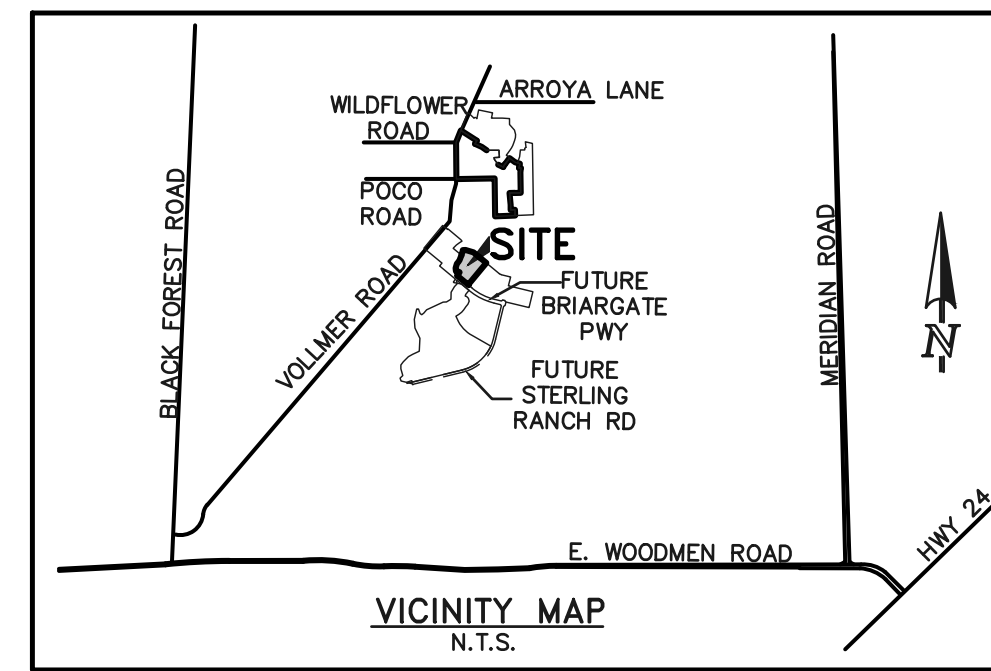 ARROYA LANE
WILDFLOWER
ROAD
POCO
ROAD
BLACK FOREST ROAD
VOLLMER ROAD
SITE
FUTURE
BRIARGATE
PWY
FUTURE
STERLING
RANCH RD
MERIDIAN ROAD
N
HWY 24
E. WOODMEN ROAD
VICINITY MAP
N.T.S.